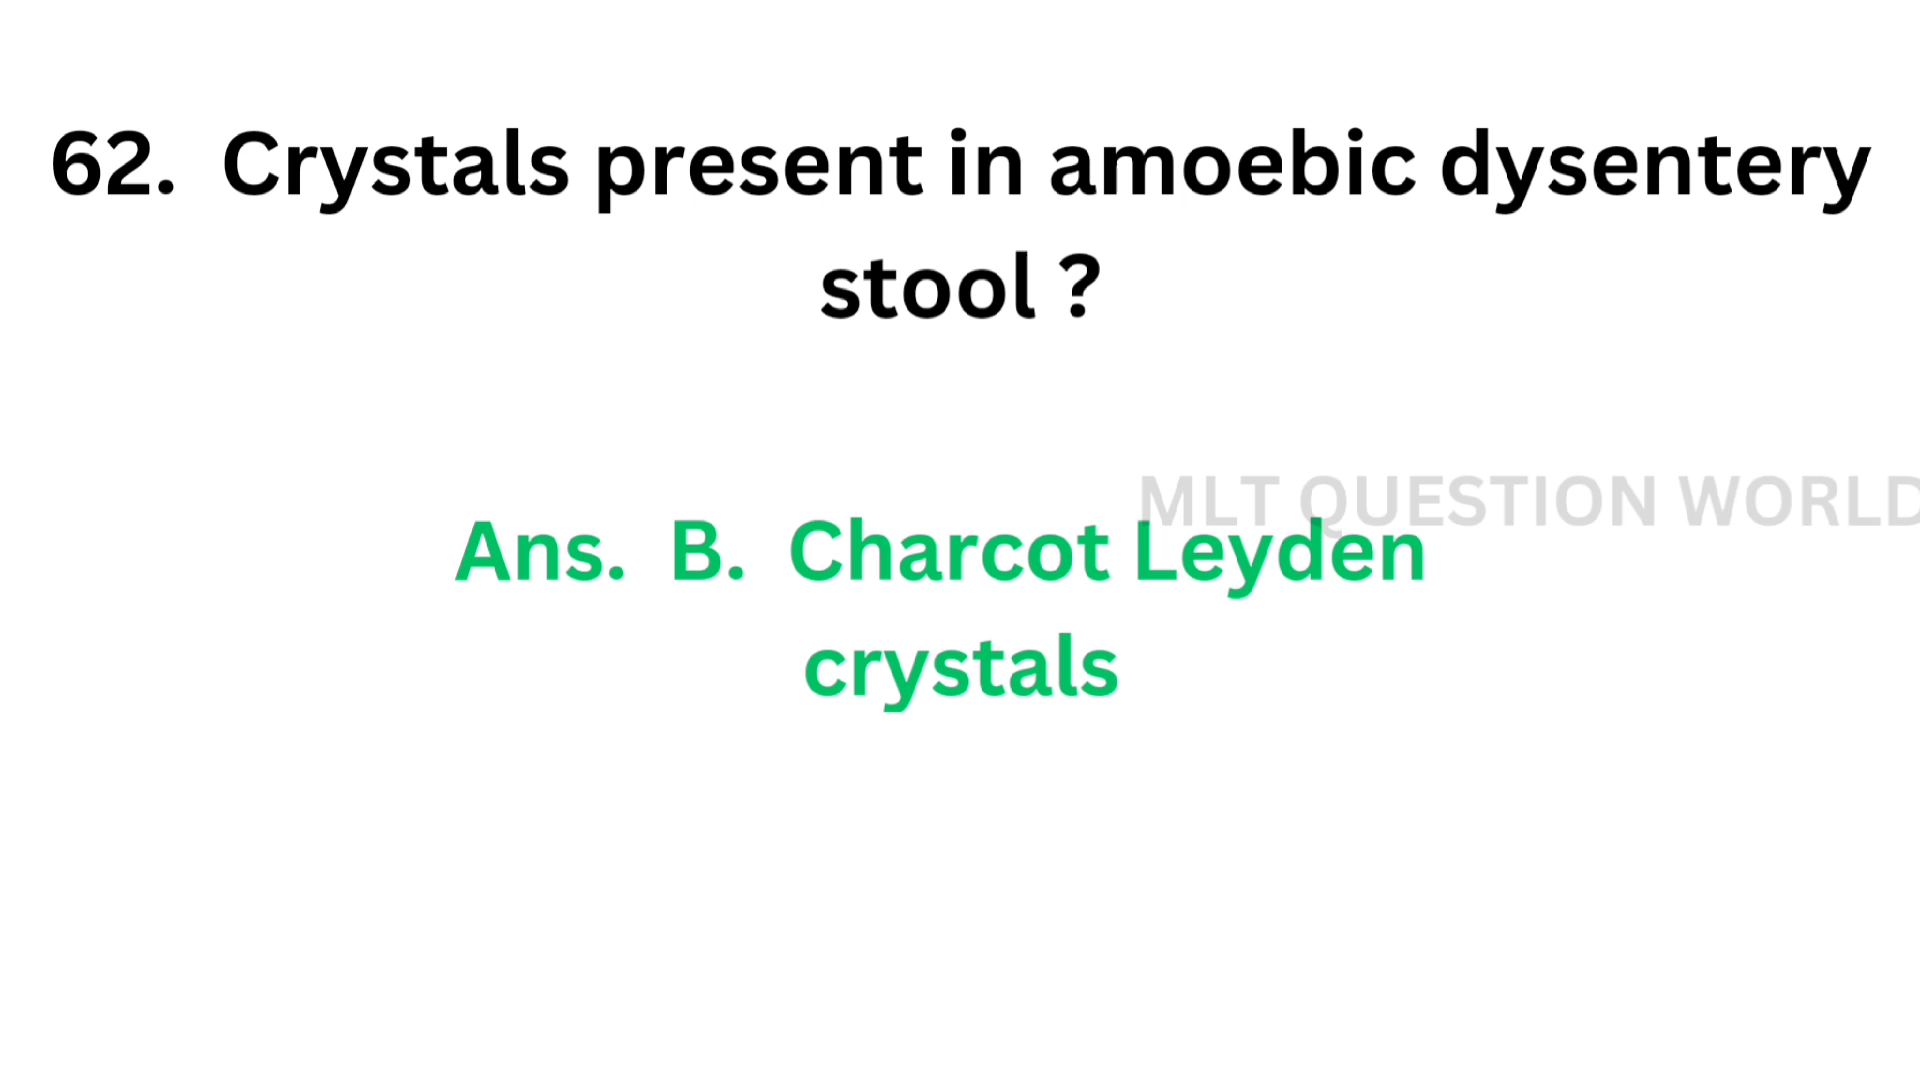 62. Crystals present in amoebic dysentery
stool ?
MLT QUESTION WORLD
Ans. B. Charcot Leyden
crystals